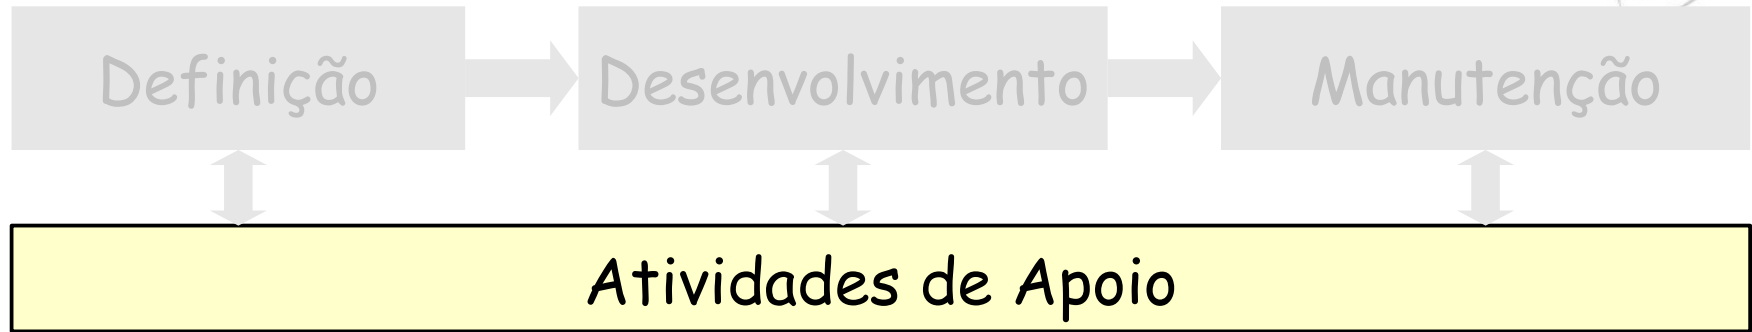 Definição
Desenvolvimento
Manutenção
Atividades de Apoio